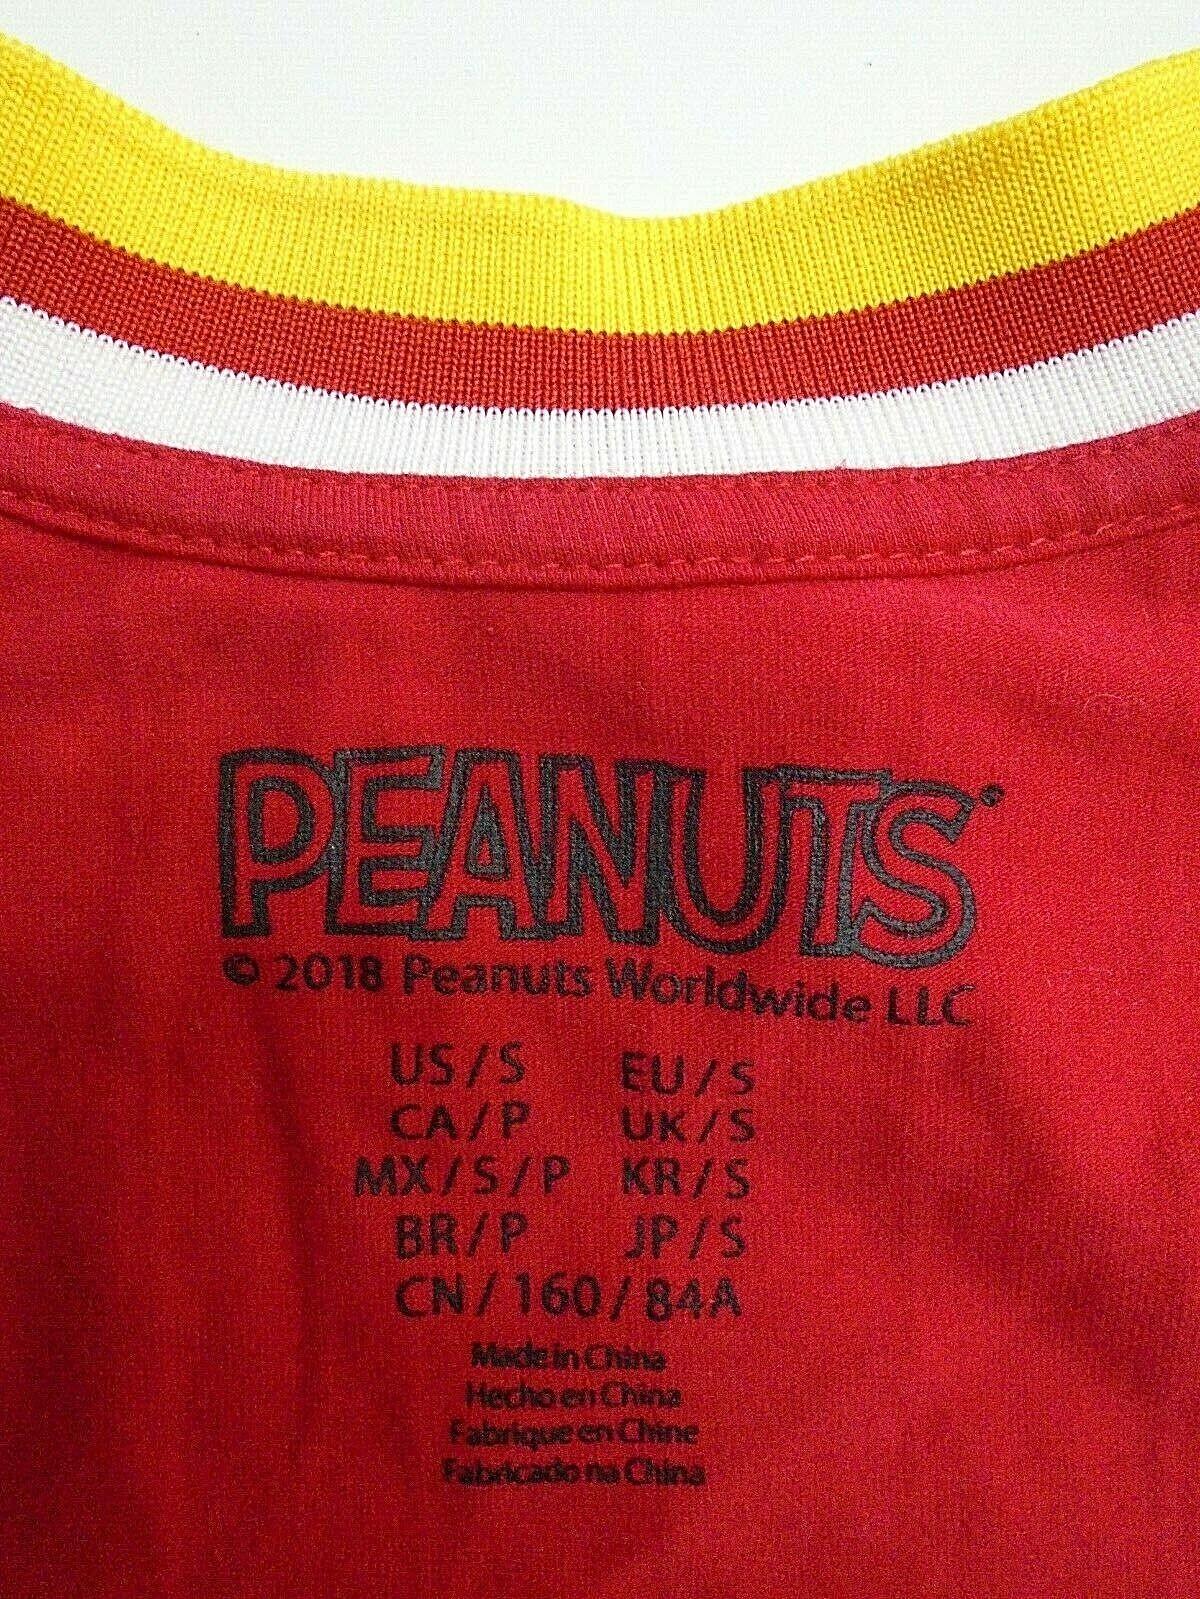 PEANUTS®
© 2018 Peanuts Worldwide LLC
US / S EU / S
CA / P UK / S
MX / S / P KR / S
BR / P JP / S
CN / 160 / 84A
Made in China
Hecho en China
Fabrique en Chine
Fabricado na China